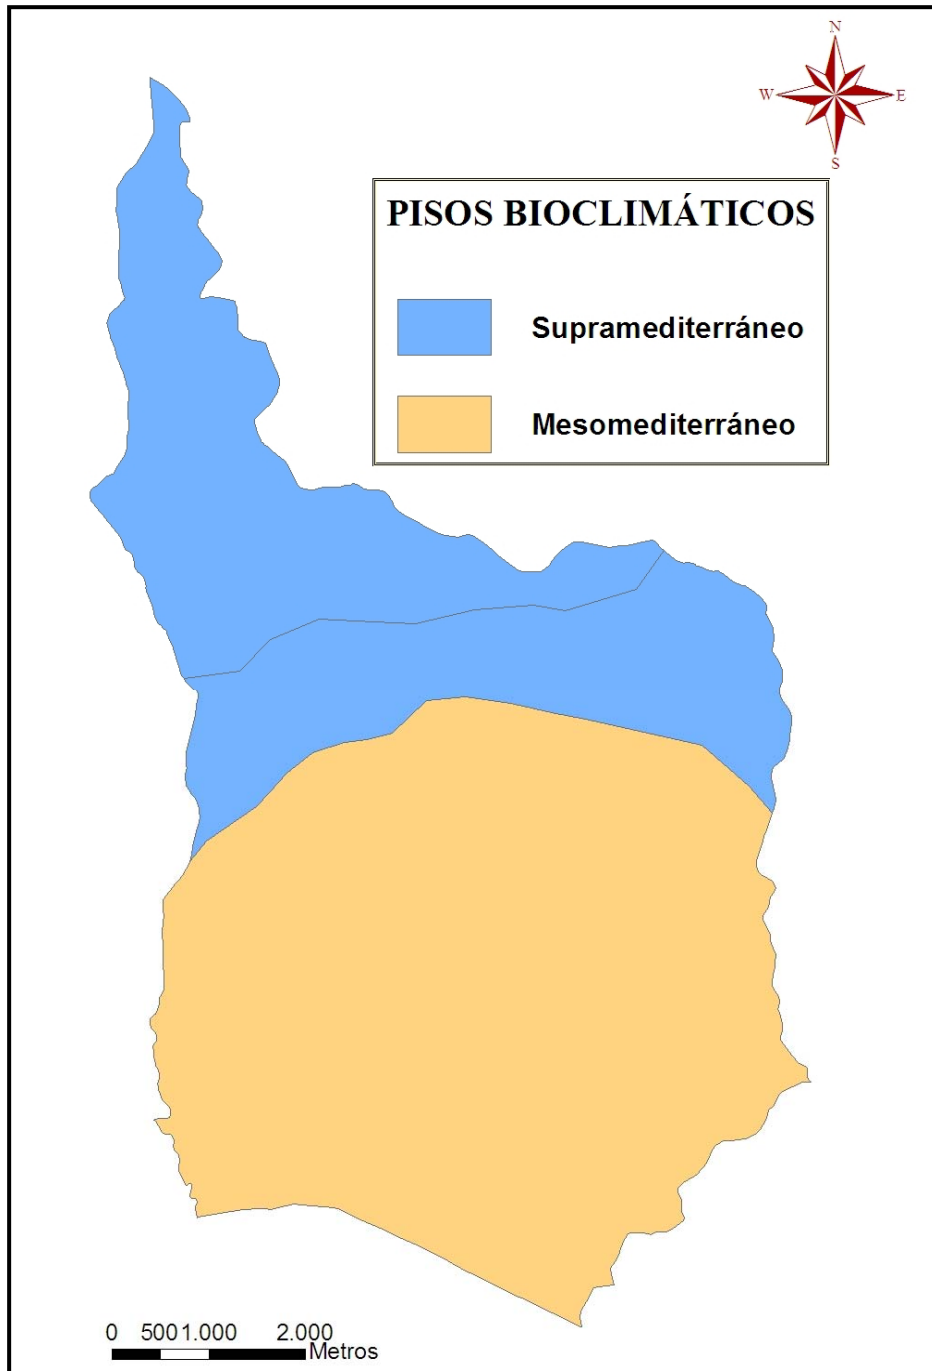 N
W E
S
PISOS BIOCLIMÁTICOS
Supramediterráneo
Mesomediterráneo
0 500 1.000 2.000
Metros